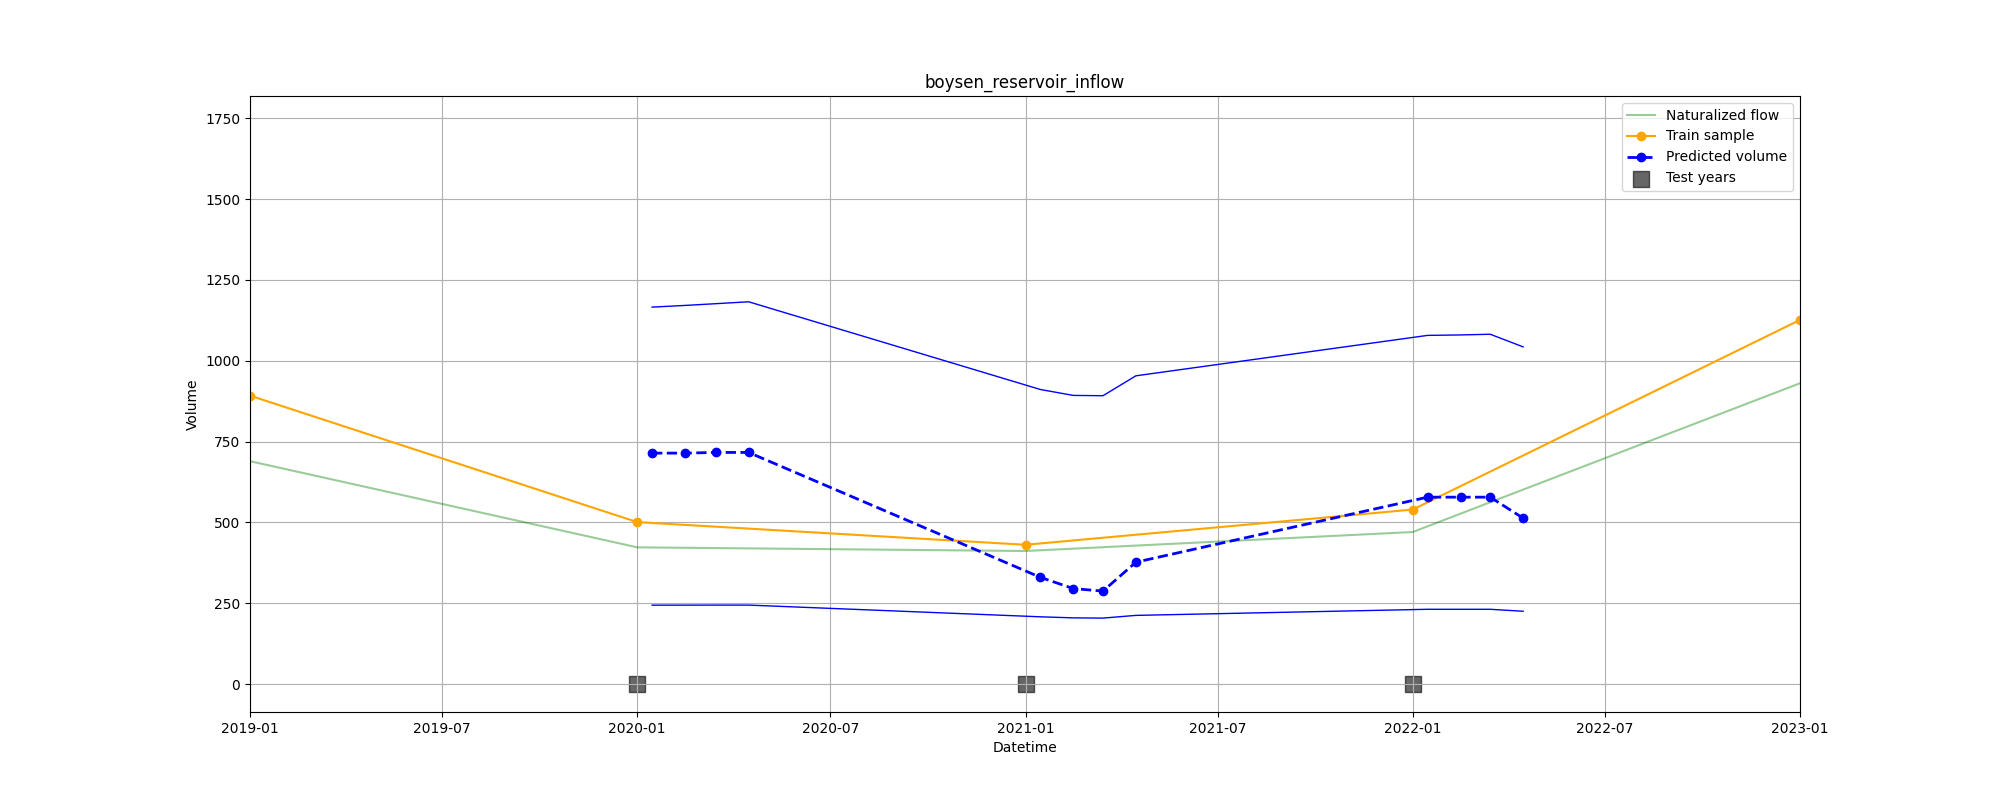 boysen_reservoir_inflow
Naturalized flow
Train sample
Predicted volume
Test years
1750
1500
1250
1000
750
500
250
0
Volume
2019-01 2019-07 2020-01 2020-07 2021-01 2021-07 2022-01 2022-07 2023-01
Datetime